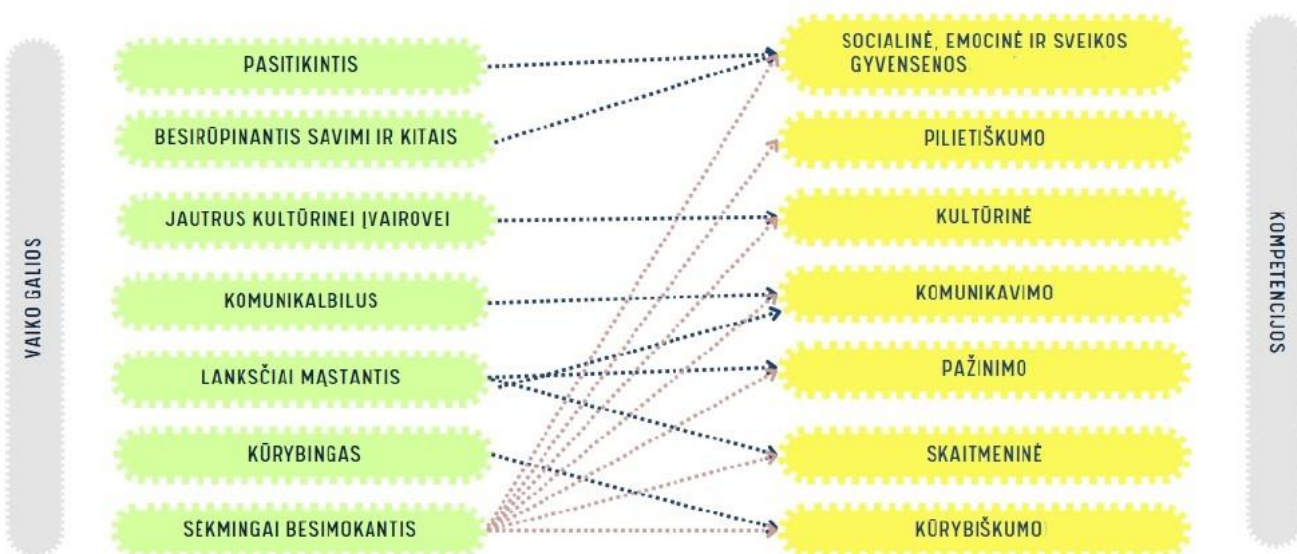 VAIKO GALIOS
PASITIKINTIS
BESIRŪPINANTIS SAVIMI IR KITAIS
JAUTRUS KULTŪRINEI ĮVAIROVEI
KOMUNIKALBILUS
LANKSČIAI MĄSTANTIS
KŪRYBINGAS
SĖKMINGAI BESIMOKANTIS
SOCIALINĖ, EMOCINĖ IR SVEIKOS
GYVENSENOS
PILIETIŠKUMO
KULTŪRINĖ
KOMUNIKAVIMO
PAŽINIMO
SKAITMENINĖ
KŪRYBIŠKUMO
KOMPETENCIJOS